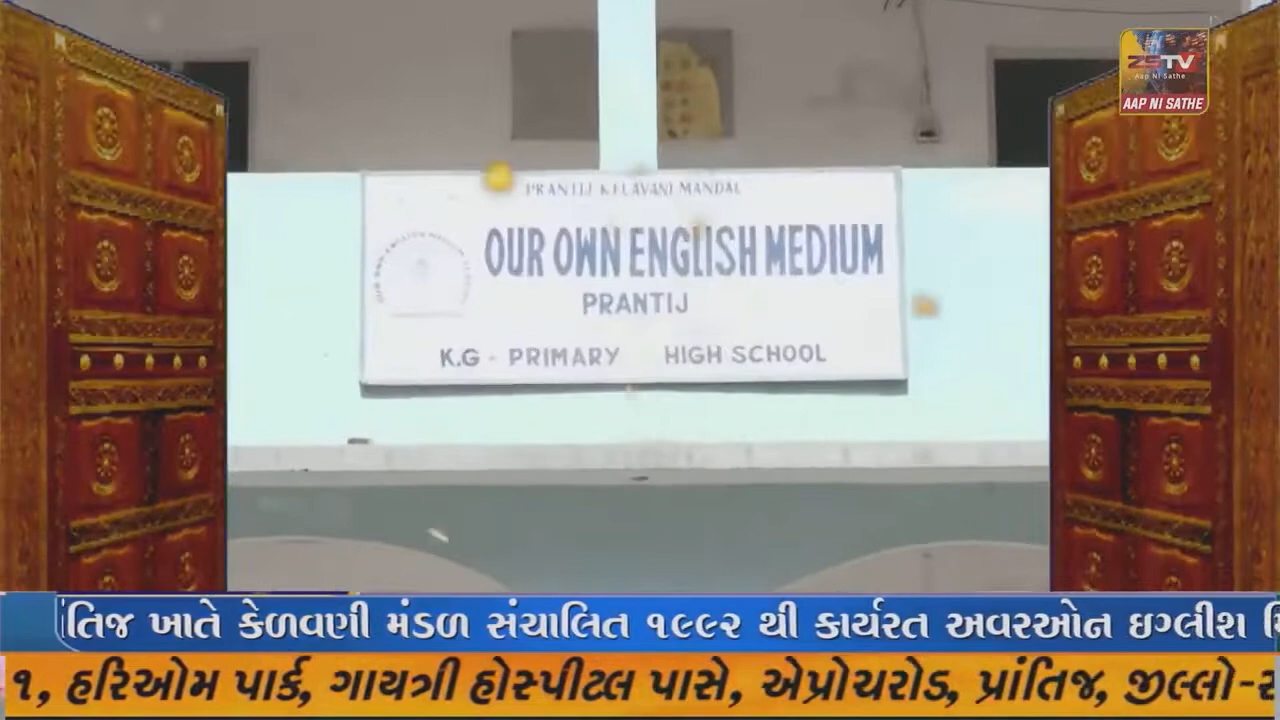 ZSTV
Aap Ni Sathe
AAP NI SATHE
PRANTIJ KELAVANI MANDAL
OUR OWN ENGLISH MEDIUM
PRANTIJ
K.G - PRIMARY HIGH SCHOOL
ખાતે કેળવણી મંડળ સંચાલિત ૧૯૯૨ થી કાર્યરત અવરઓન ઇગ્લીશ
૧, હરિઓમ પાર્ક, ગાયત્રી હોસ્પીટલ પાસે, એપ્રોચરોડ, પ્રાંતિજ, જીલ્લો-